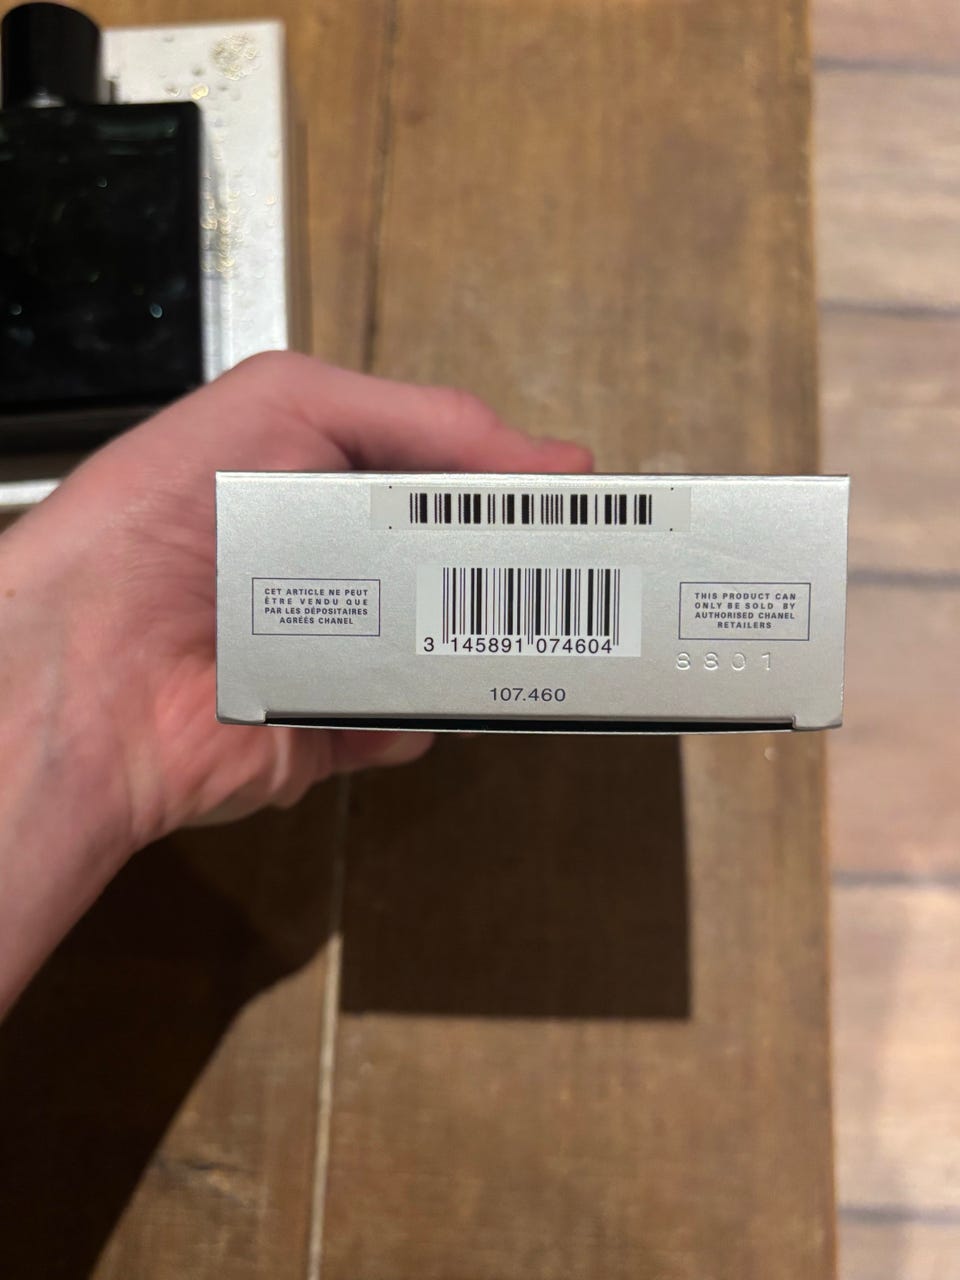 CET ARTICLE NE PEUT
ÊTRE VENDU QUE
PAR LES DÉPOSITAIRES
AGRÉÉS CHANEL
3 145891 074604
107.460
THIS PRODUCT CAN
ONLY BE SOLD BY
AUTHORISED CHANEL
RETAILERS
8801